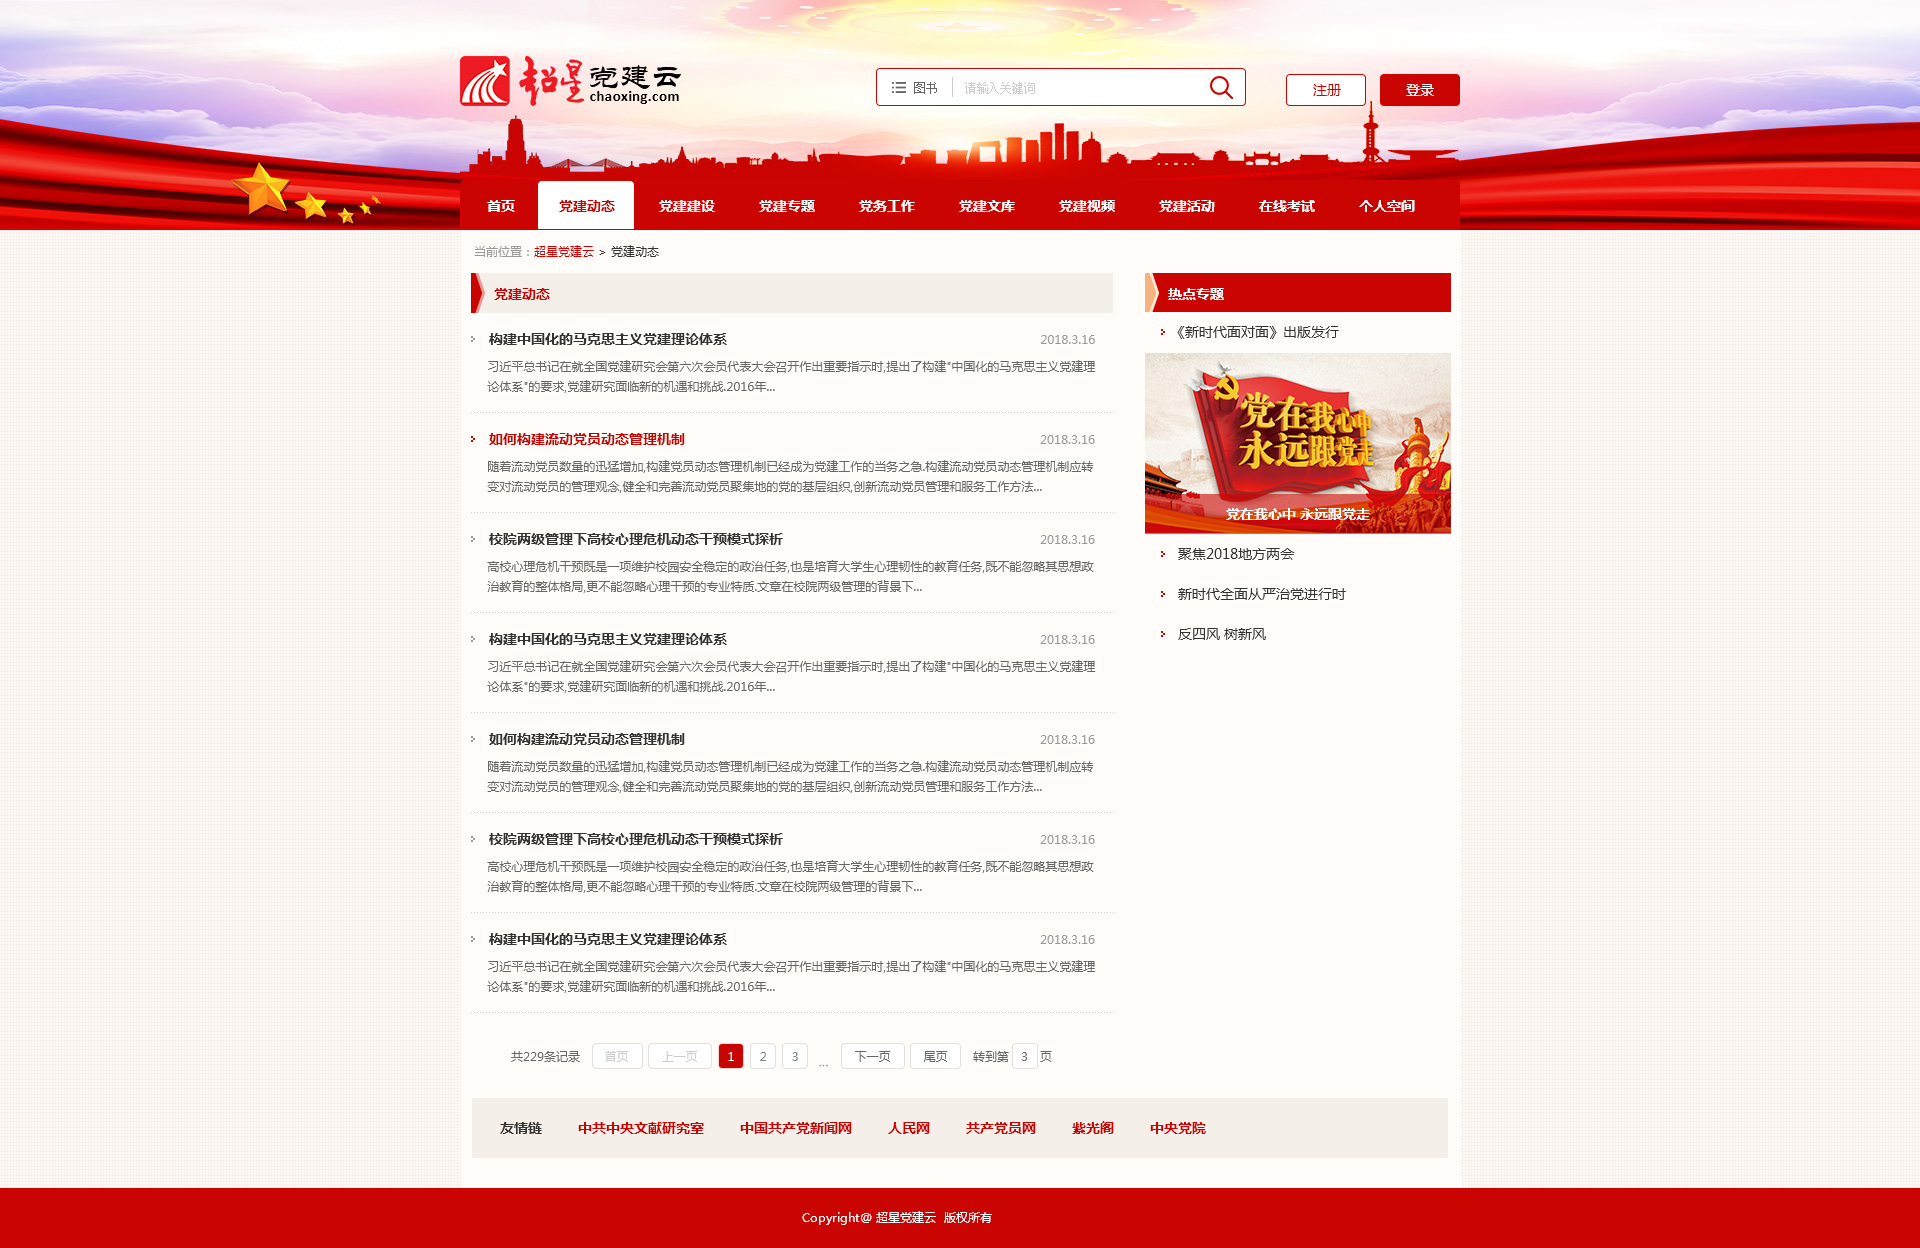 超星党建云
chaoxing.com
图书 请输入关键词
注册 登录
首页 党建动态 党建建设 党建专题 党务工作 党建文库 党建视频 党建活动 在线考试 个人空间
当前位置：超星党建云 > 党建动态
党建动态
构建中国化的马克思主义党建理论体系 2018.3.16
习近平总书记在就全国党建研究会第六次会员代表大会召开作出重要指示时,提出了构建"中国化的马克思主义党建理
论体系"的要求,党建研究面临新的机遇和挑战.2016年...
如何构建流动党员动态管理机制 2018.3.16
随着流动党员数量的迅猛增加,构建党员动态管理机制已经成为党建工作的当务之急.构建流动党员动态管理机制应转
变对流动党员的管理观念,健全和完善流动党员聚集地的党的基层组织,创新流动党员管理和服务工作方法...
校院两级管理下高校心理危机动态干预模式探析 2018.3.16
高校心理危机干预既是一项维护校园安全稳定的政治任务,也是培育大学生心理韧性的教育任务,既不能忽略其思想政
治教育的整体格局,更不能忽略心理干预的专业特质.文章在校院两级管理的背景下...
构建中国化的马克思主义党建理论体系 2018.3.16
习近平总书记在就全国党建研究会第六次会员代表大会召开作出重要指示时,提出了构建"中国化的马克思主义党建理
论体系"的要求,党建研究面临新的机遇和挑战.2016年...
如何构建流动党员动态管理机制 2018.3.16
随着流动党员数量的迅猛增加,构建党员动态管理机制已经成为党建工作的当务之急.构建流动党员动态管理机制应转
变对流动党员的管理观念,健全和完善流动党员聚集地的党的基层组织,创新流动党员管理和服务工作方法...
校院两级管理下高校心理危机动态干预模式探析 2018.3.16
高校心理危机干预既是一项维护校园安全稳定的政治任务,也是培育大学生心理韧性的教育任务,既不能忽略其思想政
治教育的整体格局,更不能忽略心理干预的专业特质.文章在校院两级管理的背景下...
构建中国化的马克思主义党建理论体系 2018.3.16
习近平总书记在就全国党建研究会第六次会员代表大会召开作出重要指示时,提出了构建"中国化的马克思主义党建理
论体系"的要求,党建研究面临新的机遇和挑战.2016年...
共229条记录 首页 上一页 1 2 3 ... 下一页 尾页 转到第 3 页
热点专题
《新时代面对面》出版发行
党在我心中
永远跟党走
党在我心中 永远跟党走
聚焦2018地方两会
新时代全面从严治党进行时
反四风 树新风
友情链 中共中央文献研究室 中国共产党新闻网 人民网 共产党员网 紫光阁 中央党院
Copyright@ 超星党建云 版权所有